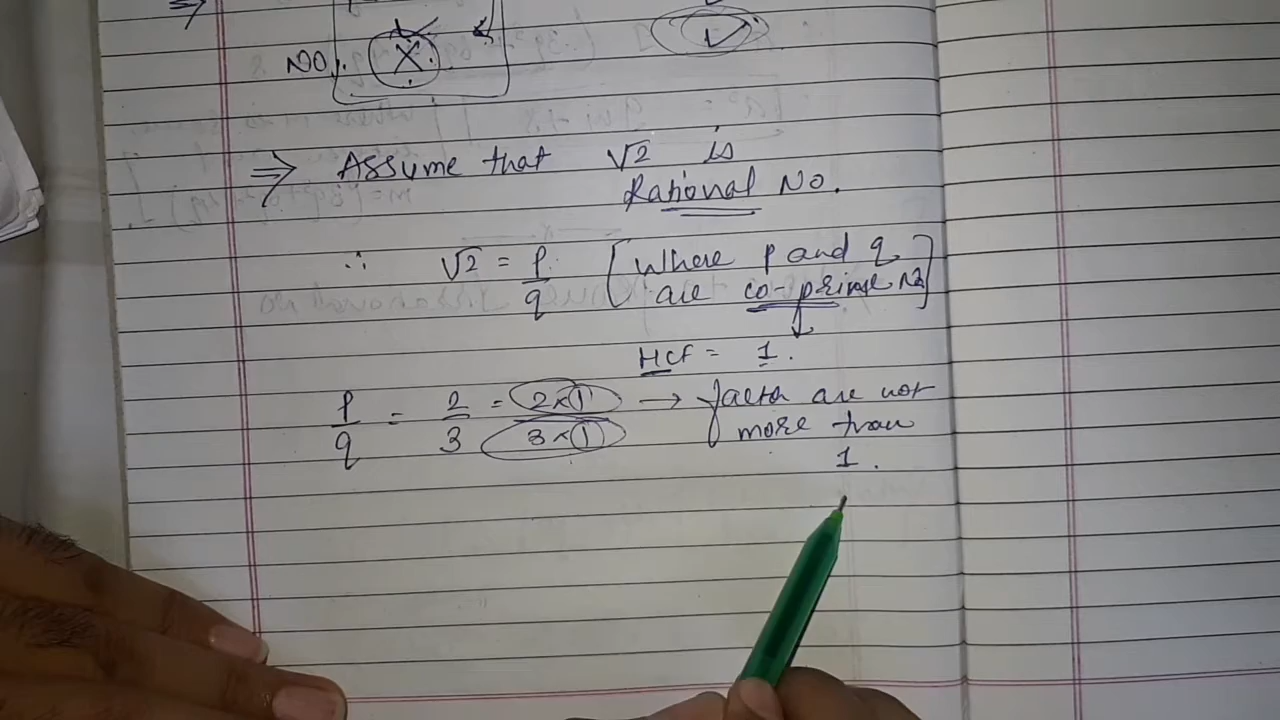 ⇒
NO. X.
⇒ Assume that √2 is
Rational No.
∴ √2 = p/q [Where p and q
are co-prime No]
HCF = 1.
p/q = 2/3 = 2×1/3×1 → factor are not
more than
1.